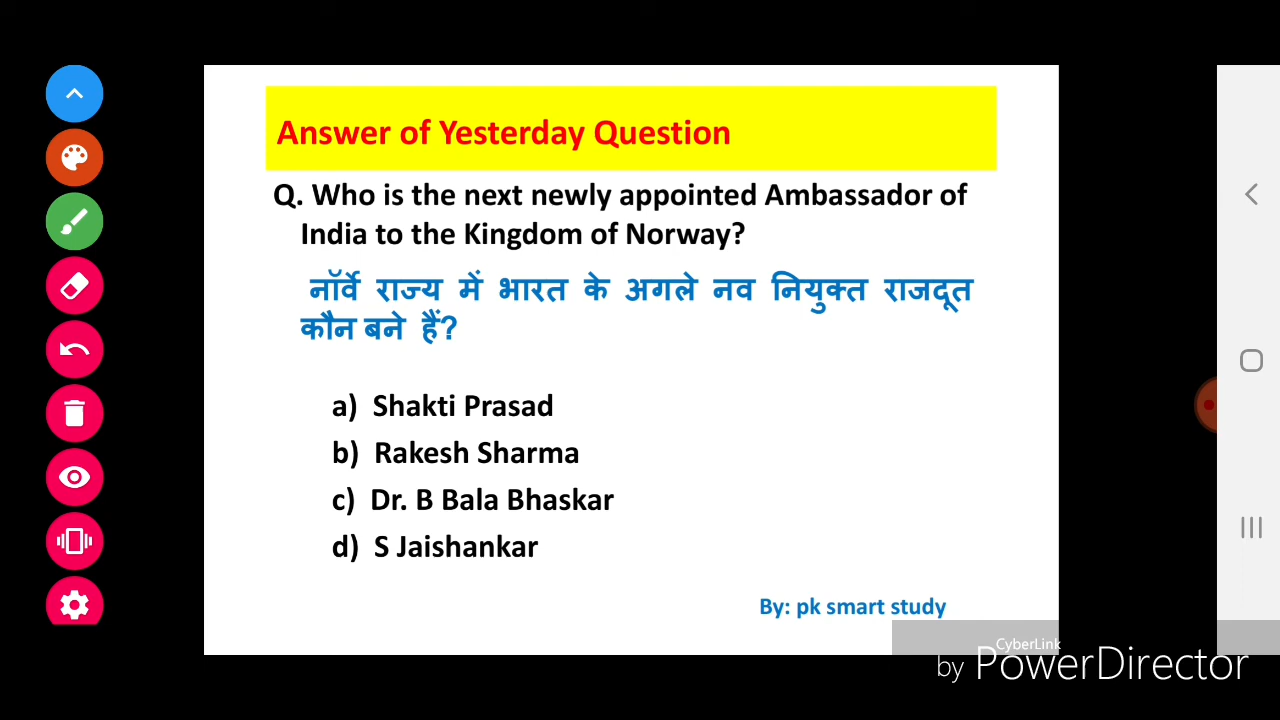 Answer of Yesterday Question
Q. Who is the next newly appointed Ambassador of
India to the Kingdom of Norway?
नॉर्वे राज्य में भारत के अगले नव नियुक्त राजदूत
कौन बने हैं?
a) Shakti Prasad
b) Rakesh Sharma
c) Dr. B Bala Bhaskar
d) S Jaishankar
By: pk smart study
CyberLink
by PowerDirector